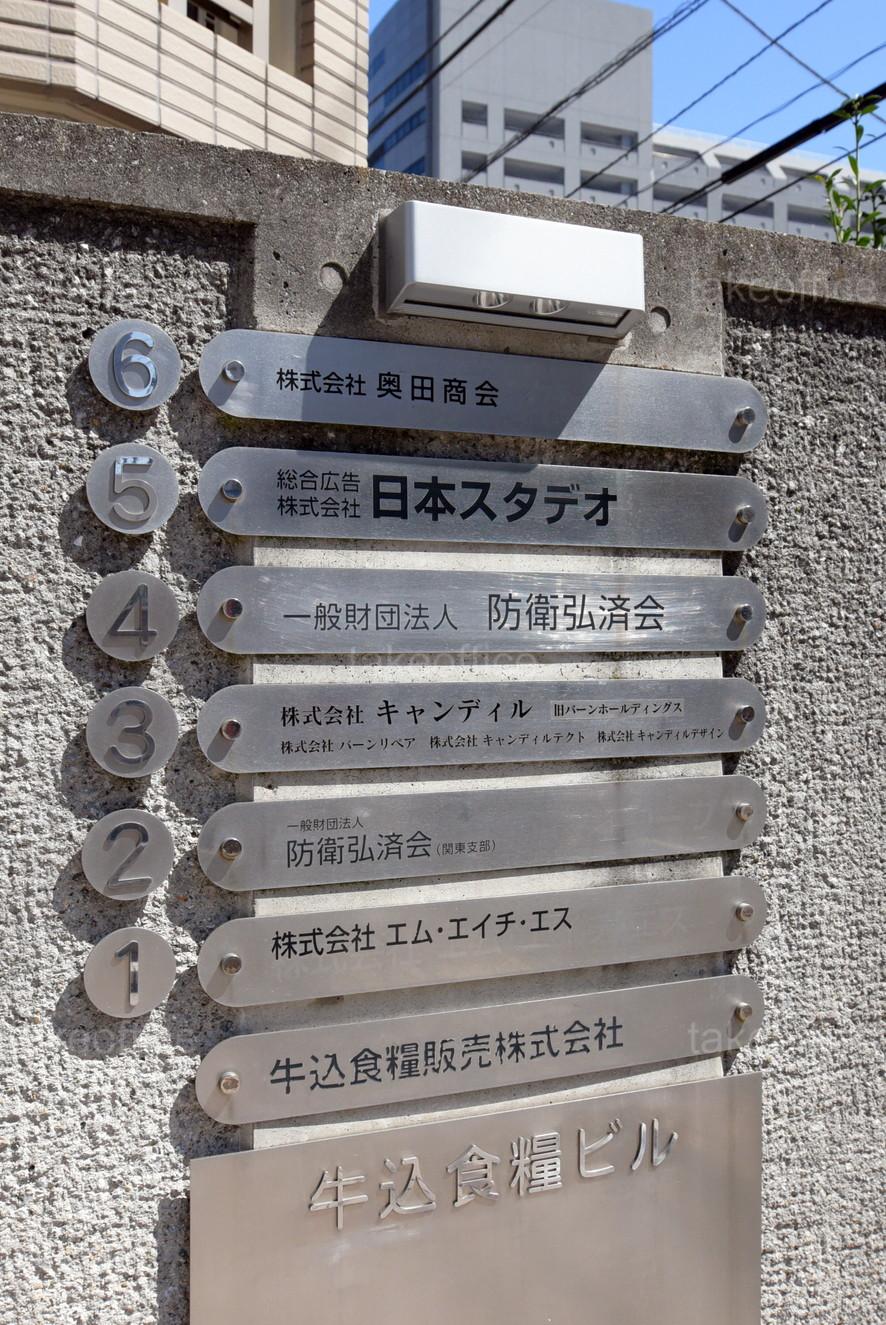 takeoffice
6
株式会社 奥田商会
5
総合広告
株式会社 日本スタデオ
4
一般財団法人 防衛弘済会
takeoffice
3
株式会社 キャンディル 旧バーンホールディングス
株式会社 バーンリペア 株式会社 キャンディルテクト 株式会社 キャンディルデザイン
2
一般財団法人
防衛弘済会(関東支部)
1
株式会社 エム・エイチ・エス
takeoffice
牛込食糧販売株式会社
牛込食糧ビル